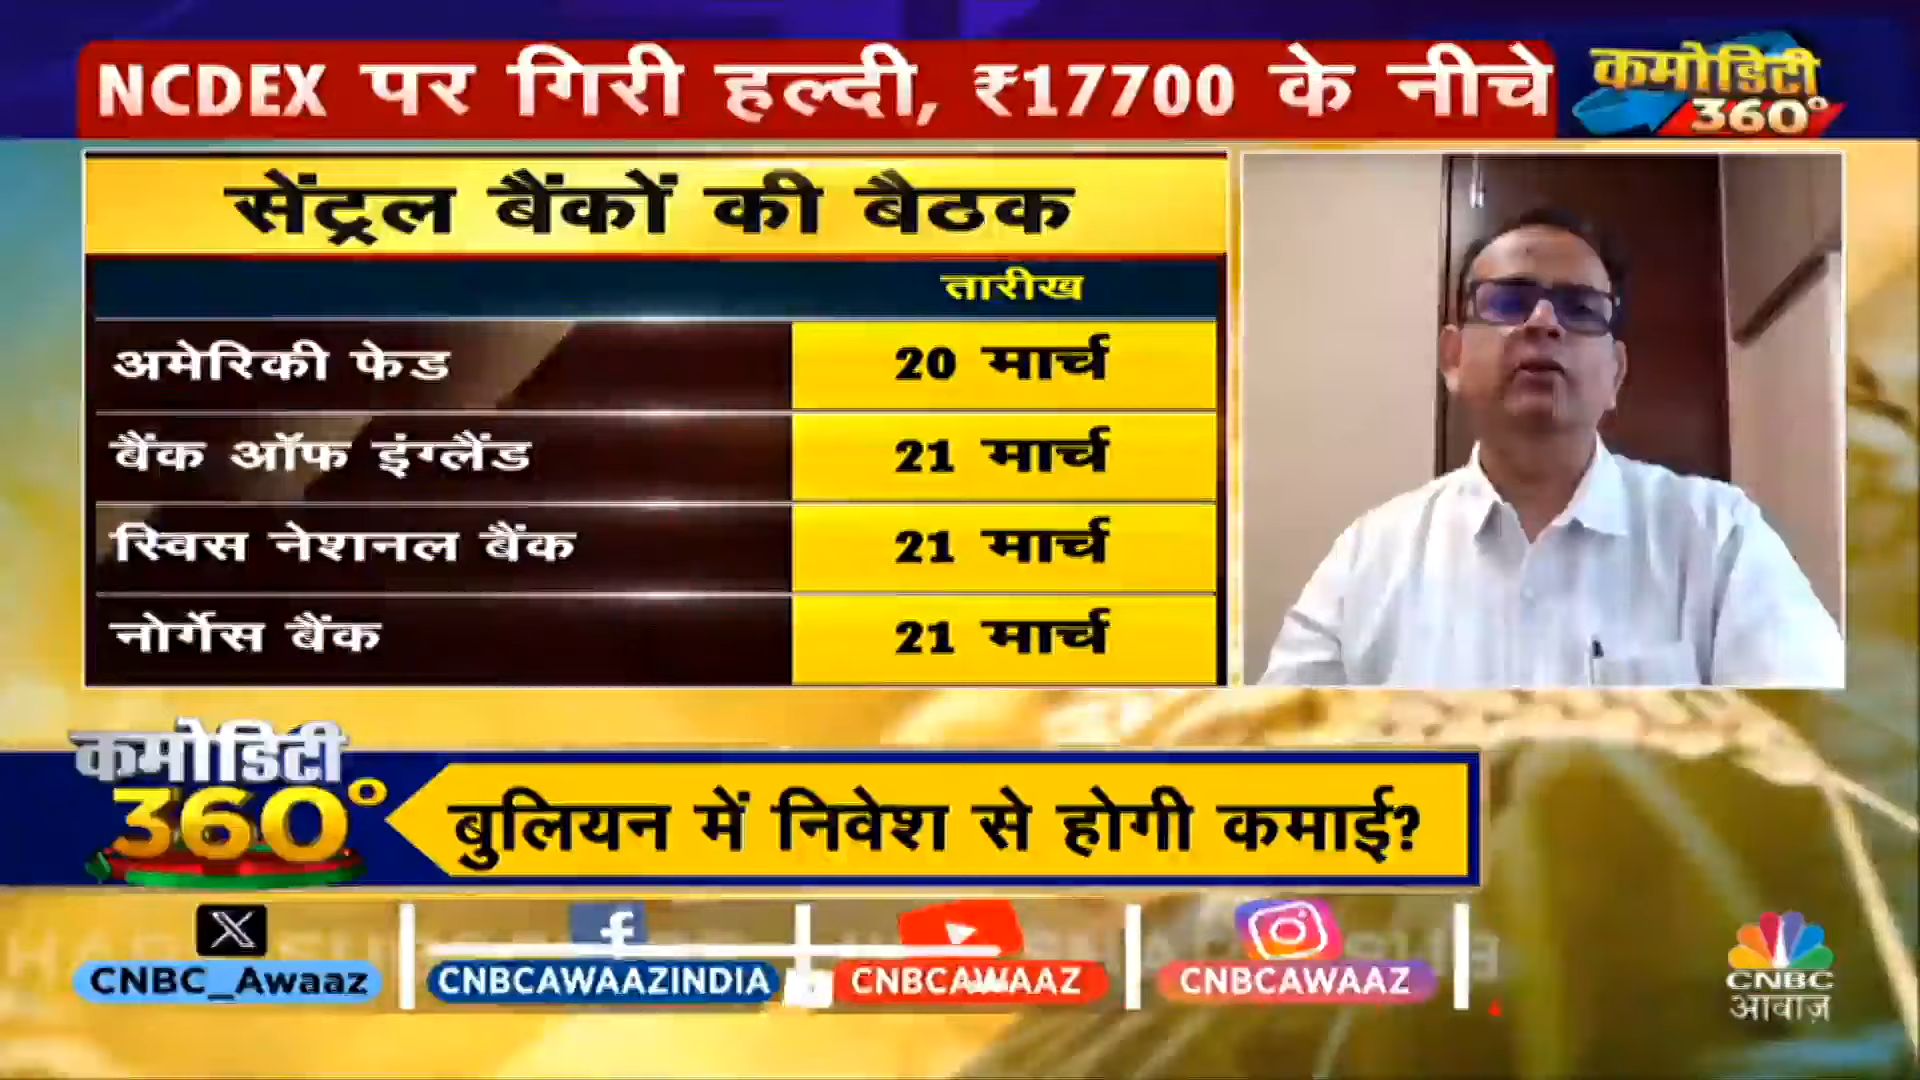 NCDEX पर गिरी हल्दी, ₹17700 के नीचे
कमोडिटी
360°
सेंट्रल बैंकों की बैठक
तारीख
अमेरिकी फेड 20 मार्च
बैंक ऑफ इंग्लैंड 21 मार्च
स्विस नेशनल बैंक 21 मार्च
नोर्गेस बैंक 21 मार्च
कमोडिटी
360°
बुलियन में निवेश से होगी कमाई?
CNBC_Awaaz
CNBCAWAAZINDIA
CNBCAWAAZ
CNBCAWAAZ
CNBC
आवाज़